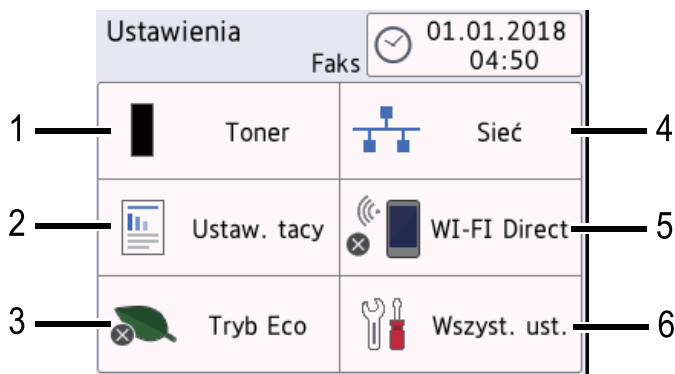 Ustawienia
Faks
01.01.2018
04:50
1 Toner
Sieć 4
2 Ustaw. tacy
WI-FI Direct 5
3 Tryb Eco
Wszyst. ust. 6